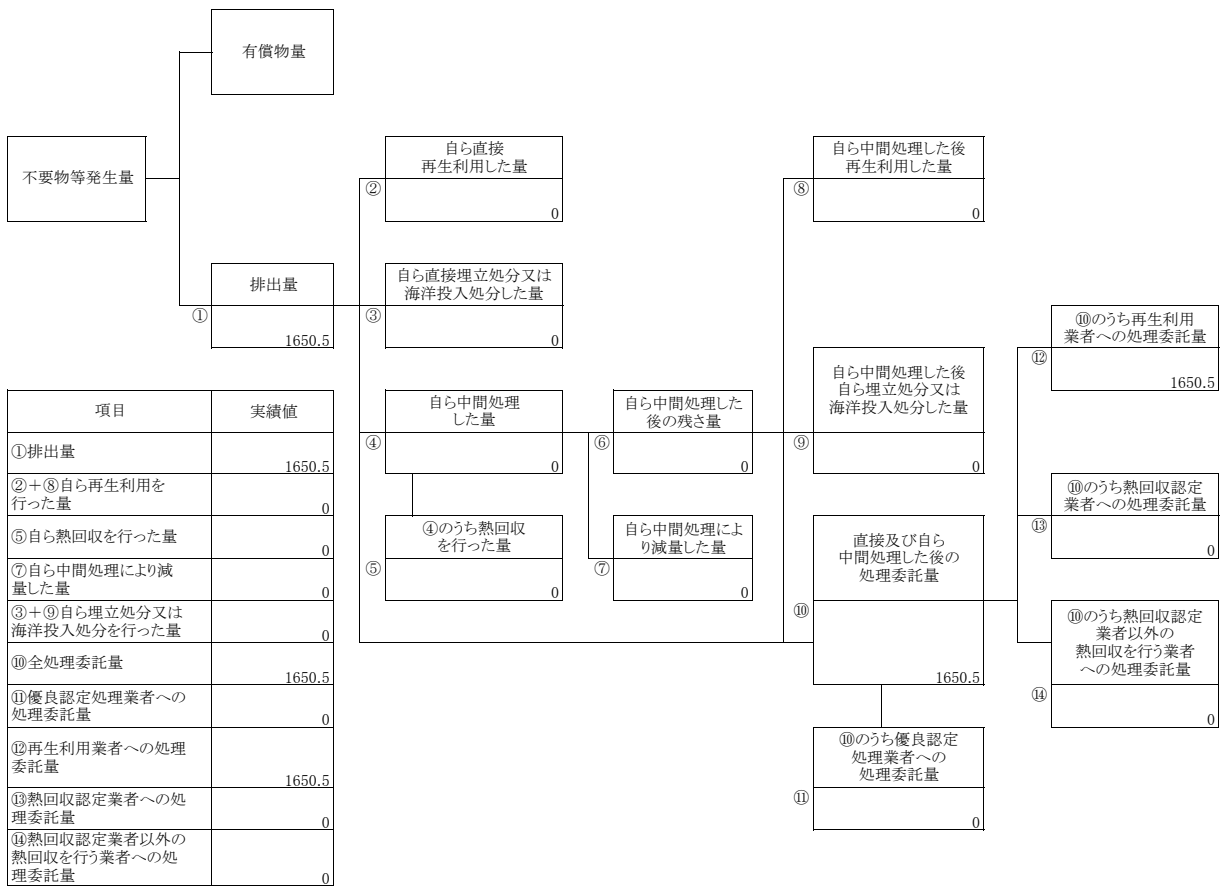 有償物量
不要物等発生量
自ら直接
再生利用した量
②
0
自ら中間処理した後
再生利用した量
⑧
0
排出量
①
1650.5
自ら直接埋立処分又は
海洋投入処分した量
③
0
⑩のうち再生利用
業者への処理委託量
⑫
1650.5
自ら中間処理
した量
④
0
自ら中間処理した
後の残さ量
⑥
0
自ら中間処理した後
自ら埋立処分又は
海洋投入処分した量
⑨
0
⑩のうち熱回収認定
業者への処理委託量
⑬
0
④のうち熱回収
を行った量
⑤
0
自ら中間処理によ
り減量した量
⑦
0
直接及び自ら
中間処理した後の
処理委託量
⑩
1650.5
⑩のうち熱回収認定
業者以外の
熱回収を行う業者
への処理委託量
⑭
0
⑩のうち優良認定
処理業者への
処理委託量
⑪
0
項目 実績値
①排出量
1650.5
②＋⑧自ら再生利用を
行った量
0
⑤自ら熱回収を行った量
0
⑦自ら中間処理により減
量した量
0
③＋⑨自ら埋立処分又は
海洋投入処分を行った量
0
⑩全処理委託量
1650.5
⑪優良認定処理業者への
処理委託量
0
⑫再生利用業者への処理
委託量
1650.5
⑬熱回収認定業者への処
理委託量
0
⑭熱回収認定業者以外の
熱回収を行う業者への処
理委託量
0